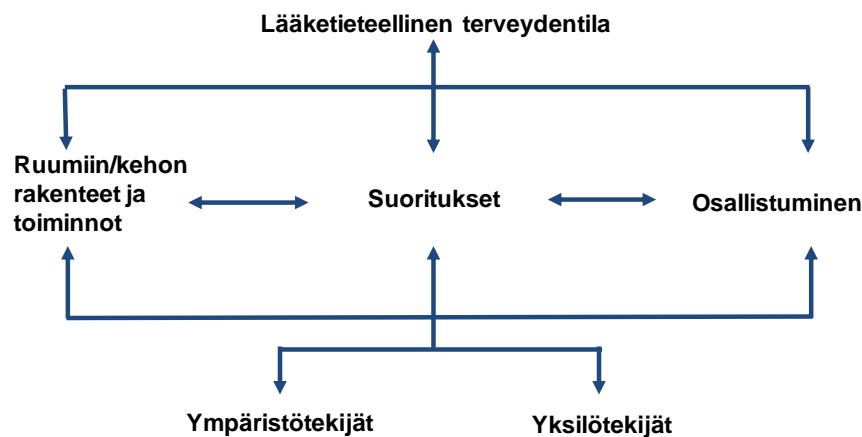 Lääketieteellinen terveydentila
Ruumiin/kehon
rakenteet ja
toiminnot
Suoritukset
Osallistuminen
Ympäristötekijät
Yksilötekijät